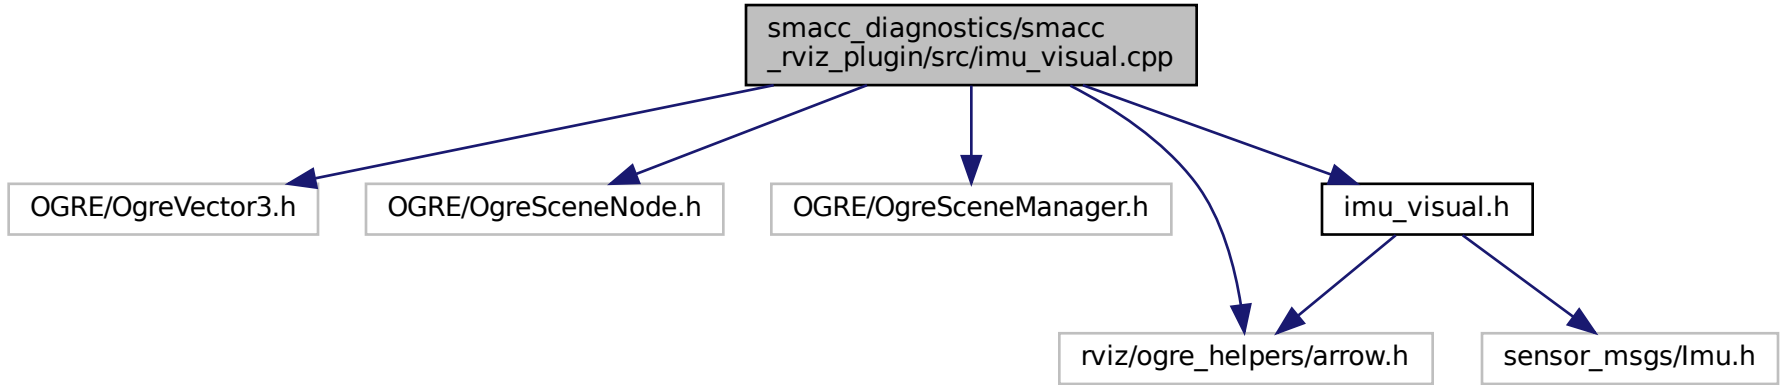 smacc_diagnostics/smacc
_rviz_plugin/src/imu_visual.cpp
OGRE/OgreVector3.h
OGRE/OgreSceneNode.h
OGRE/OgreSceneManager.h
imu_visual.h
rviz/ogre_helpers/arrow.h
sensor_msgs/Imu.h